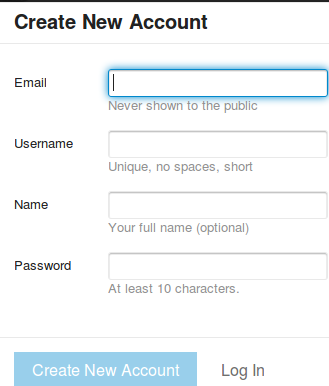 Create New Account
Email
Never shown to the public
Username
Unique, no spaces, short
Name
Your full name (optional)
Password
At least 10 characters.
Create New Account Log In